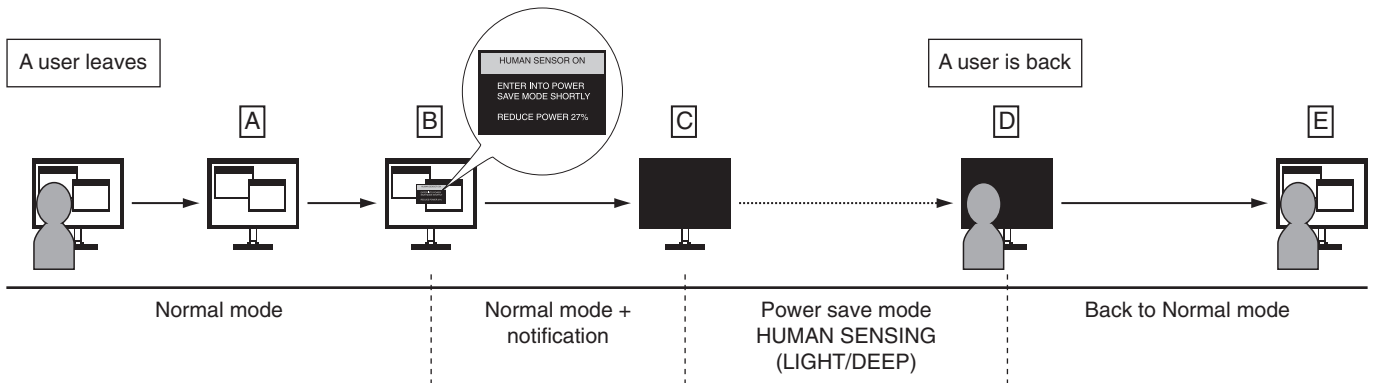 A user leaves
A user is back
HUMAN SENSOR ON
ENTER INTO POWER
SAVE MODE SHORTLY
REDUCE POWER 27%
A
B
C
D
E
Normal mode
Normal mode +
notification
Power save mode
HUMAN SENSING
(LIGHT/DEEP)
Back to Normal mode